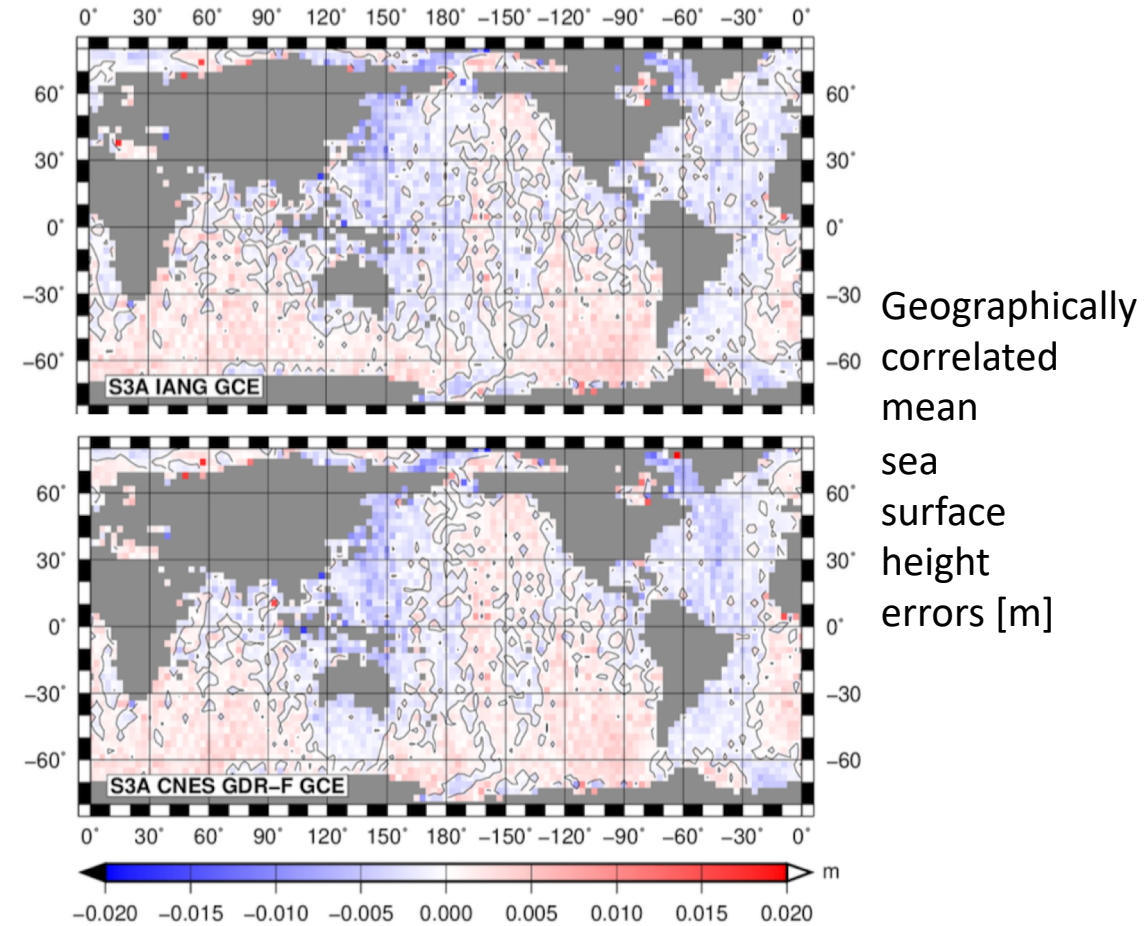 0° 30° 60° 90° 120° 150° 180° −150° −120° −90° −60° −30° 0°
60° 60°
30° 30°
0° 0°
−30° −30
−60° −60
S3A IANG GCE
60° 60°
30° 30°
0° 0°
−30° −30
−60° −60
S3A CNES GDR−F GCE
0° 30° 60° 90° 120° 150° 180° −150° −120° −90° −60° −30° 0°
m
−0.020 −0.015 −0.010 −0.005 0.000 0.005 0.010 0.015 0.020
Geographically
correlated
mean
sea
surface
height
errors [m]